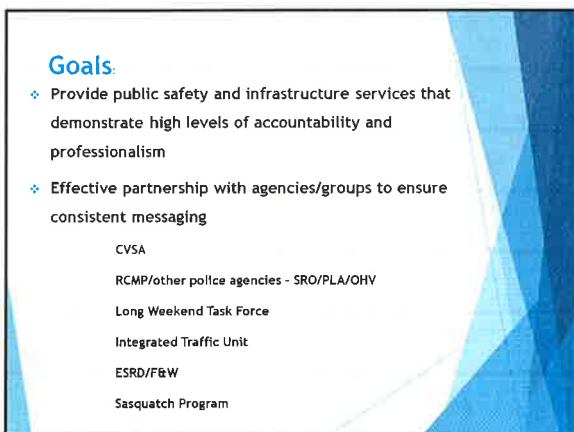 Goals:
Provide public safety and infrastructure services that
demonstrate high levels of accountability and
professionalism
Effective partnership with agencies/groups to ensure
consistent messaging
CVSA
RCMP/other police agencies – SRO/PLA/OHV
Long Weekend Task Force
Integrated Traffic Unit
ESRD/F&W
Sasquatch Program